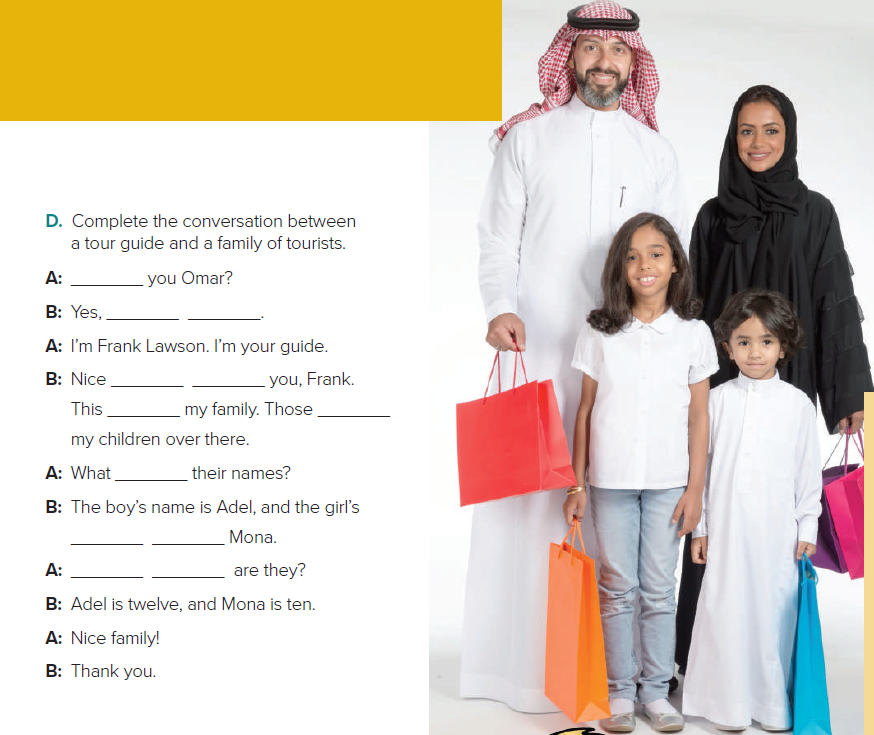 D. Complete the conversation between
a tour guide and a family of tourists.
A: ________ you Omar?
B: Yes, ________ ________.
A: I'm Frank Lawson. I'm your guide.
B: Nice ________ ________ you, Frank.
This ________ my family. Those ________
my children over there.
A: What ________ their names?
B: The boy's name is Adel, and the girl's
________ ________ Mona.
A: ________ ________ are they?
B: Adel is twelve, and Mona is ten.
A: Nice family!
B: Thank you.